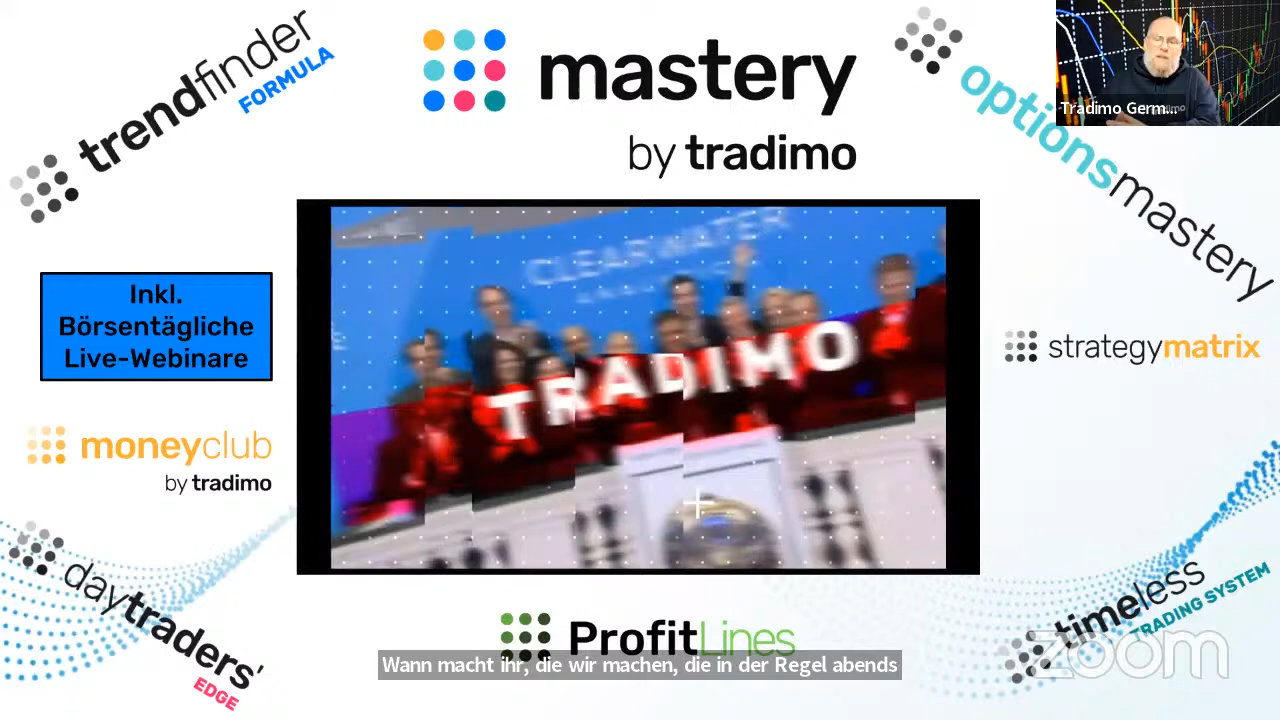 trendfinder
FORMULA
mastery
by tradimo
optionsmastery
Tradimo Germ...
CLEARWATER
TRADIMO
Inkl.
Börsentägliche
Live-Webinare
strategymatrix
moneyclub
by tradimo
daytraders'
EDGE
ProfitLines
timeless
TRADING SYSTEM
zoom
Wann macht ihr, die wir machen, die in der Regel abends